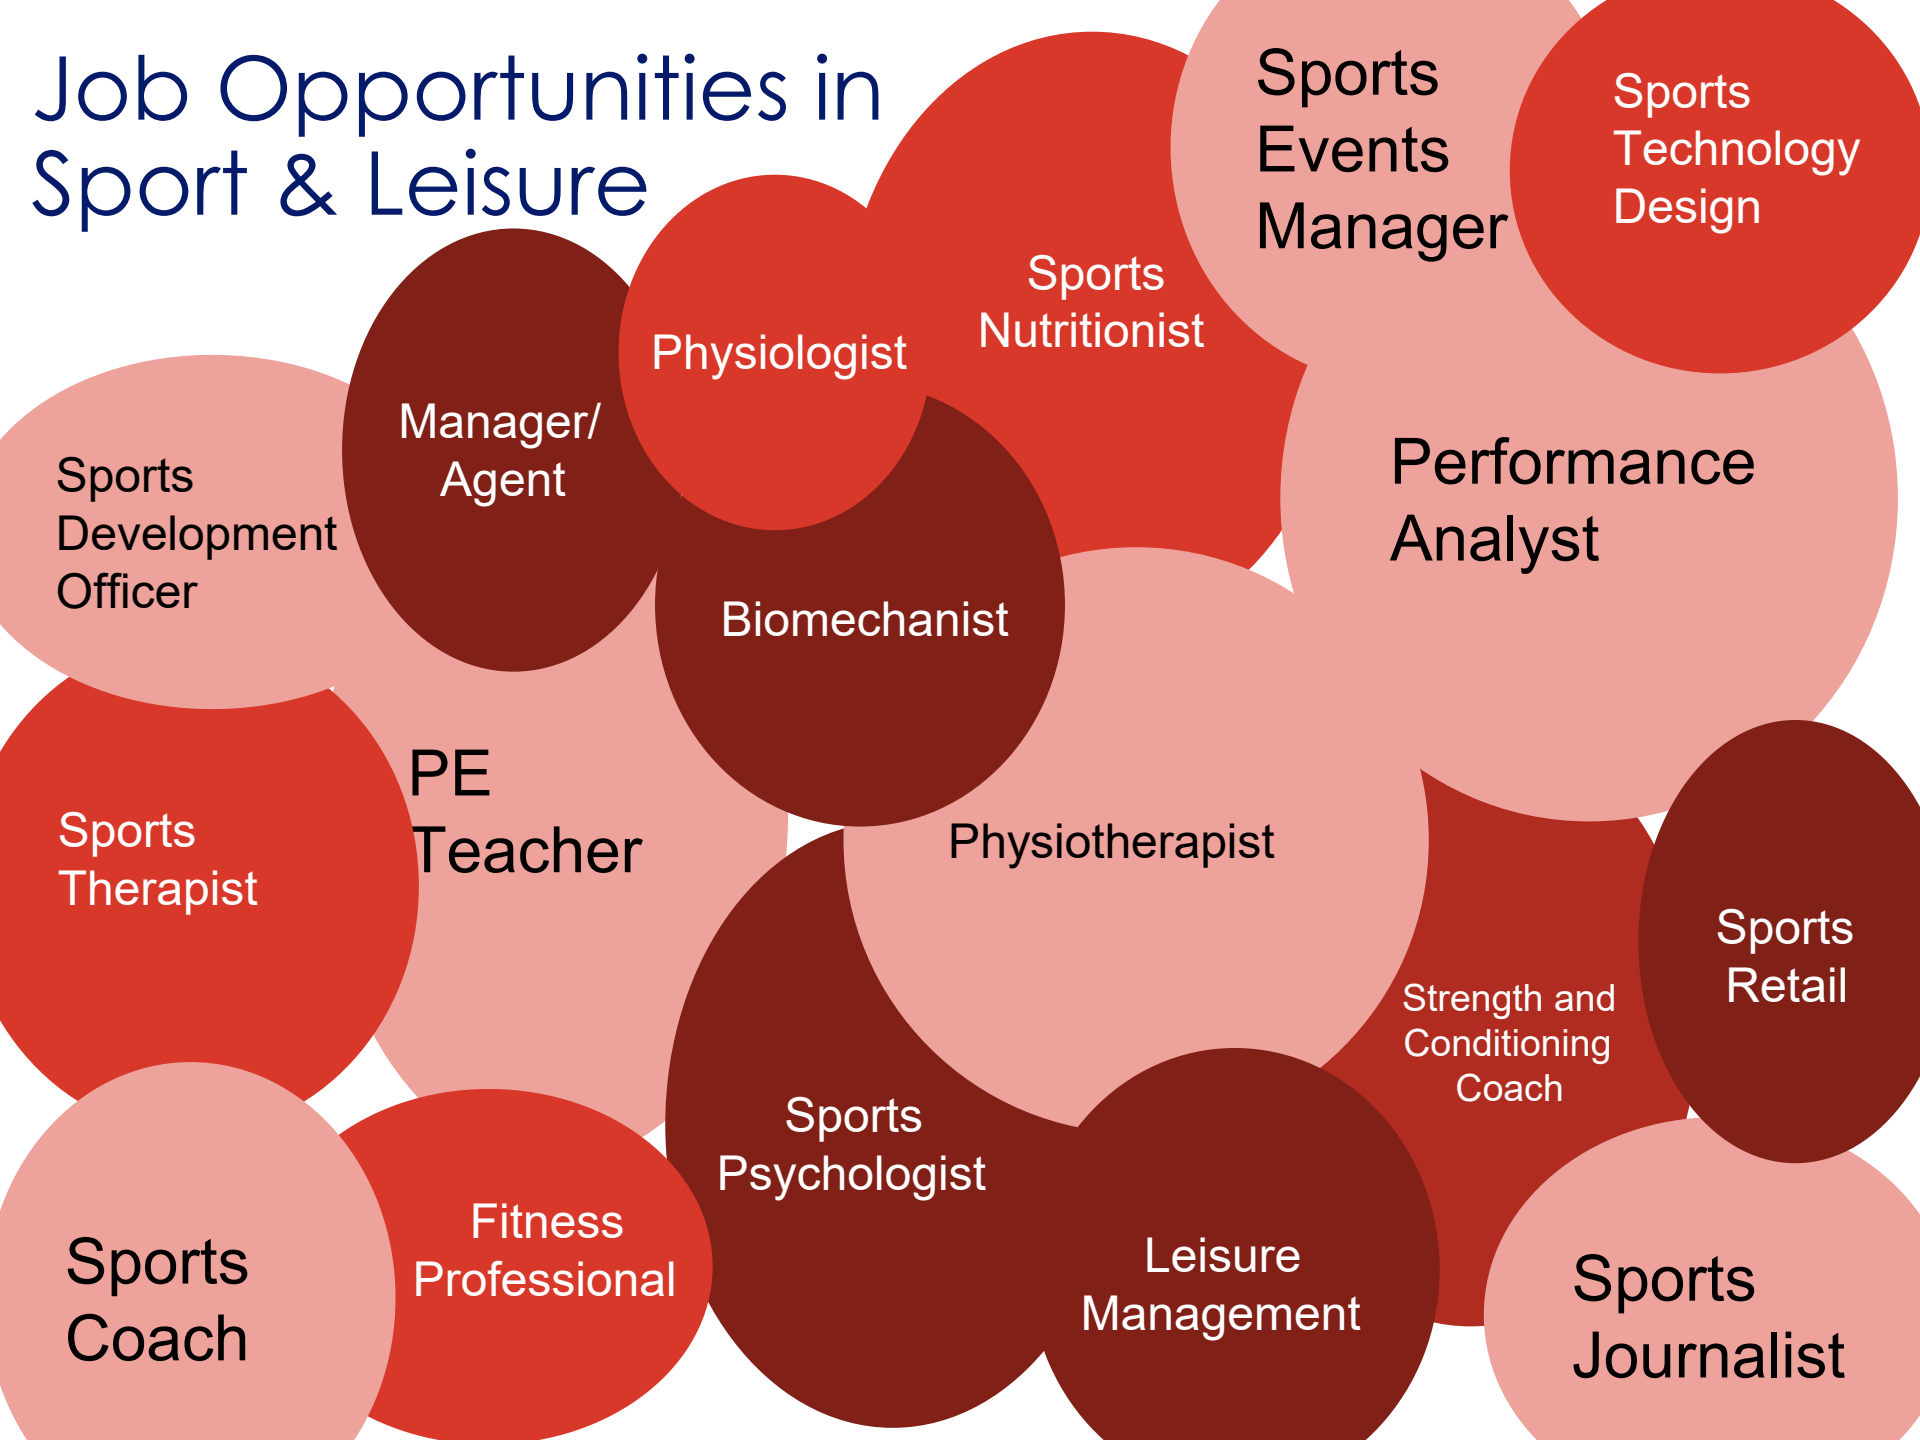 Job Opportunities in
Sport & Leisure
Sports
Events
Manager
Sports
Technology
Design
Sports
Nutritionist
Physiologist
Manager/
Agent
Sports
Development
Officer
Performance
Analyst
Biomechanist
PE
Teacher
Sports
Therapist
Physiotherapist
Sports
Retail
Strength and
Conditioning
Coach
Sports
Psychologist
Fitness
Professional
Sports
Coach
Leisure
Management
Sports
Journalist